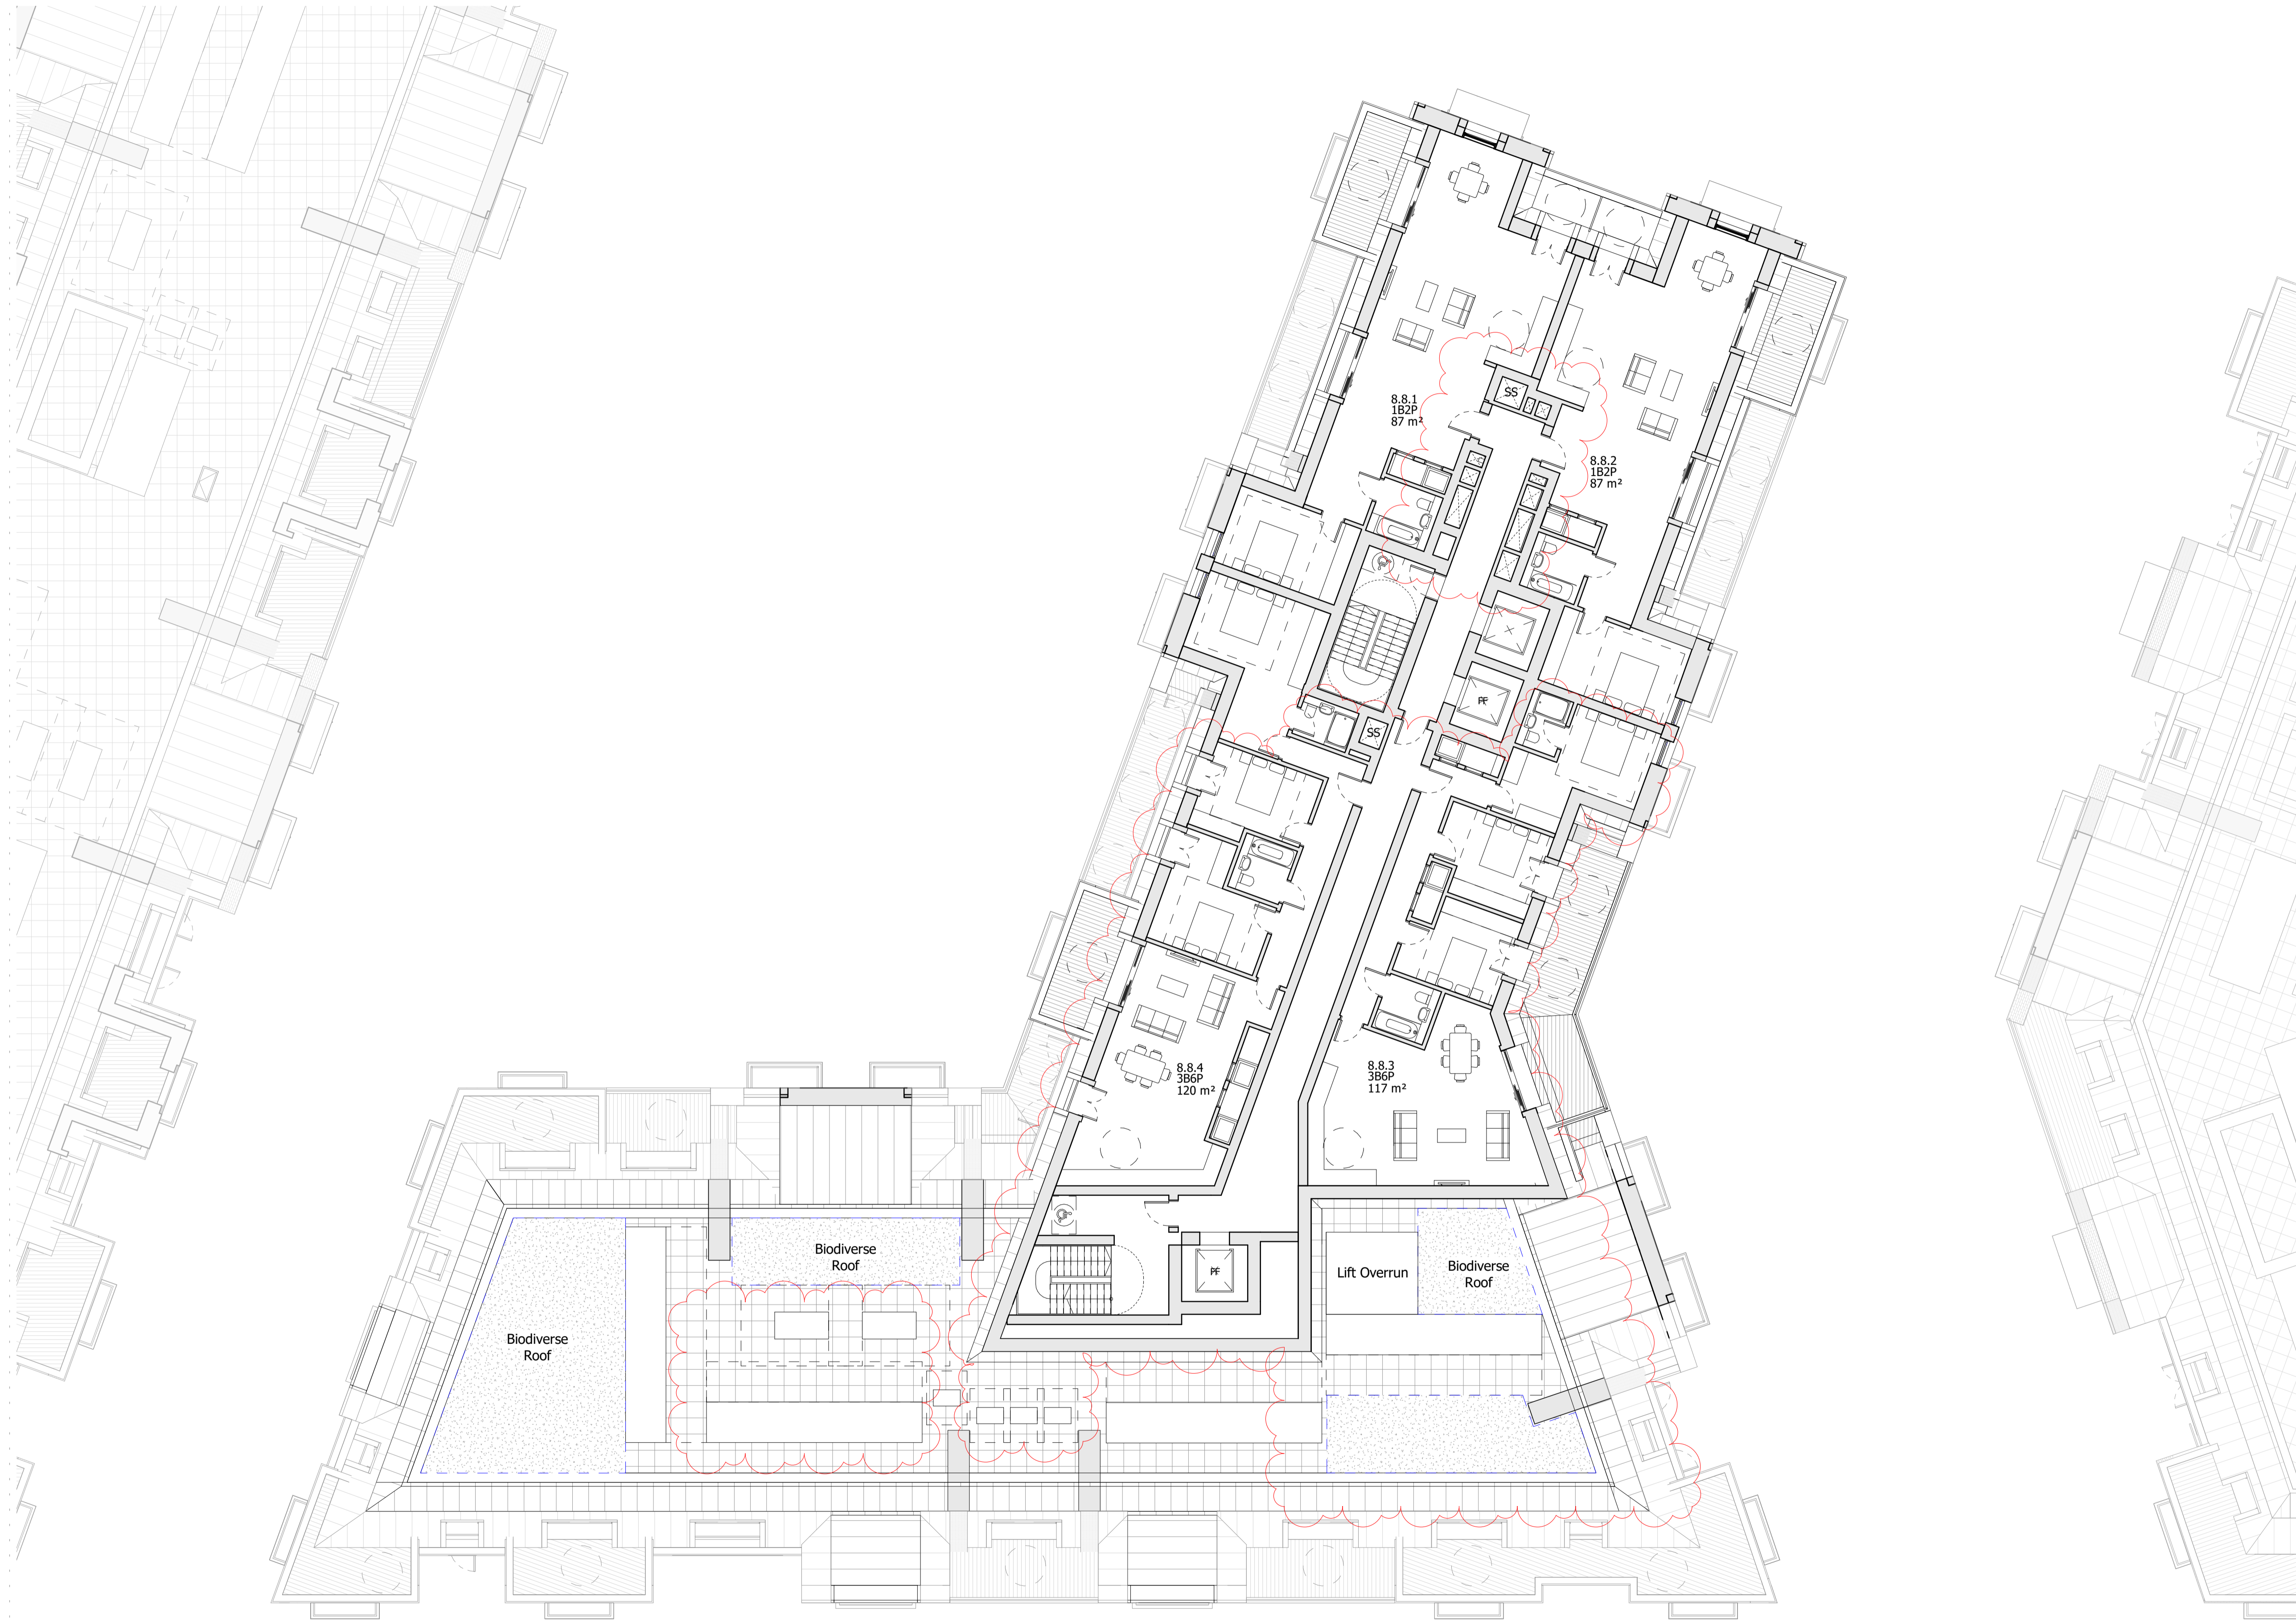 SS
8.8.1
1B2P
87 m²
C
8.8.2
1B2P
87 m²
PF
SS
8.8.4
3B6P
120 m²
8.8.3
3B6P
117 m²
Biodiverse
Roof
PF
Lift Overrun
Biodiverse
Roof
Biodiverse
Roof